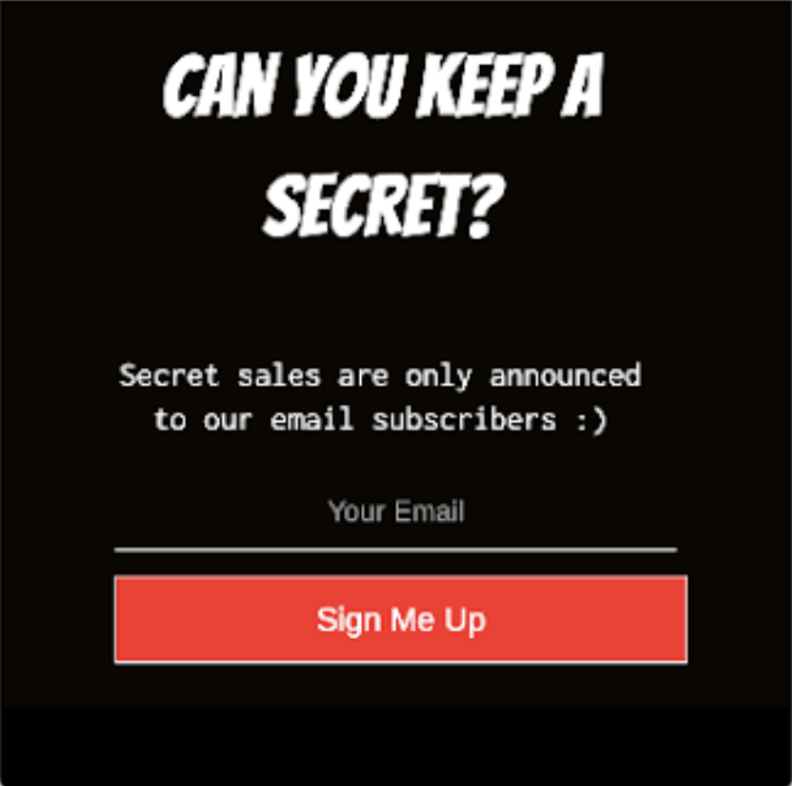 CAN YOU KEEP A
SECRET?
Secret sales are only announced
to our email subscribers :)
Your Email
Sign Me Up